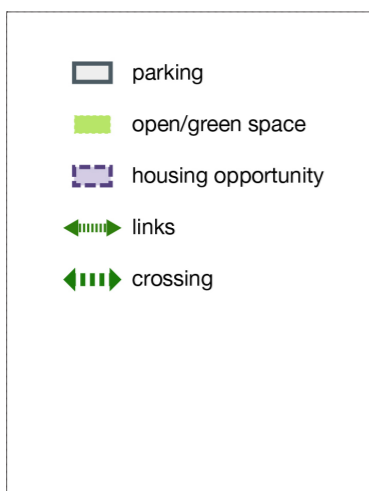 parking
open/green space
housing opportunity
links
crossing